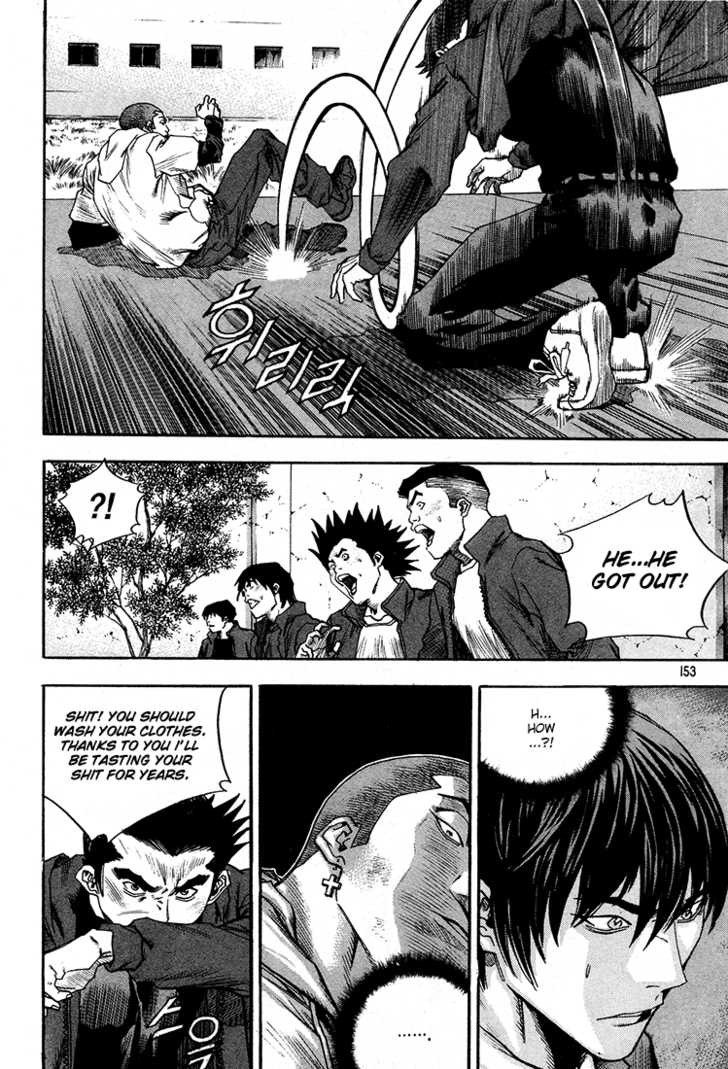 휘리릭
?!
HE...HE
GOT OUT!
153
SHIT! YOU SHOULD
WASH YOUR CLOTHES.
THANKS TO YOU I'LL
BE TASTING YOUR
SHIT FOR YEARS.
.......
H...
HOW
...?!